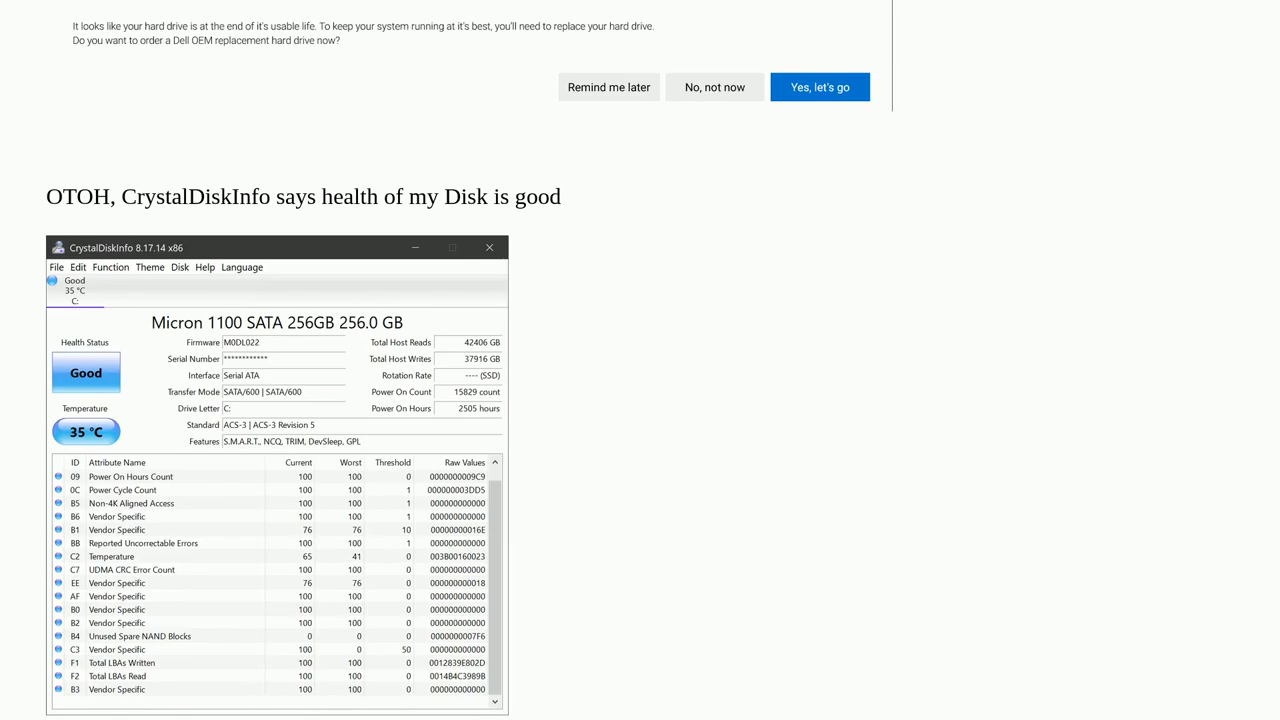 It looks like your hard drive is at the end of it's usable life. To keep your system running at it's best, you'll need to replace your hard drive.
Do you want to order a Dell OEM replacement hard drive now?
Remind me later No, not now Yes, let's go
OTOH, CrystalDiskInfo says health of my Disk is good
CrystalDiskInfo 8.17.14 x86
File Edit Function Theme Disk Help Language
Good
35 °C
C:
Micron 1100 SATA 256GB 256.0 GB
Health Status
Good
Temperature
35 °C
Firmware M0DL022 Total Host Reads 42406 GB
Serial Number ************ Total Host Writes 37916 GB
Interface Serial ATA Rotation Rate ---- (SSD)
Transfer Mode SATA/600 | SATA/600 Power On Count 15829 count
Drive Letter C: Power On Hours 2505 hours
Standard ACS-3 | ACS-3 Revision 5
Features S.M.A.R.T., NCQ, TRIM, DevSleep, GPL
ID Attribute Name Current Worst Threshold Raw Values
09 Power On Hours Count 100 100 0 0000000009C9
0C Power Cycle Count 100 100 1 000000003DD5
B5 Non-4K Aligned Access 100 100 1 000000000000
B6 Vendor Specific 100 100 1 000000000000
B1 Vendor Specific 76 76 10 00000000016E
BB Reported Uncorrectable Errors 100 100 1 000000000000
C2 Temperature 65 41 0 003B00160023
C7 UDMA CRC Error Count 100 100 0 000000000000
EE Vendor Specific 76 76 0 000000000018
AF Vendor Specific 100 100 0 000000000000
B0 Vendor Specific 100 100 0 000000000000
B2 Vendor Specific 100 100 0 000000000000
B4 Unused Spare NAND Blocks 0 0 0 0000000007F6
C3 Vendor Specific 100 0 50 000000000000
F1 Total LBAs Written 100 100 0 0012839E802D
F2 Total LBAs Read 100 100 0 0014B4C3989B
B3 Vendor Specific 100 100 0 000000000000